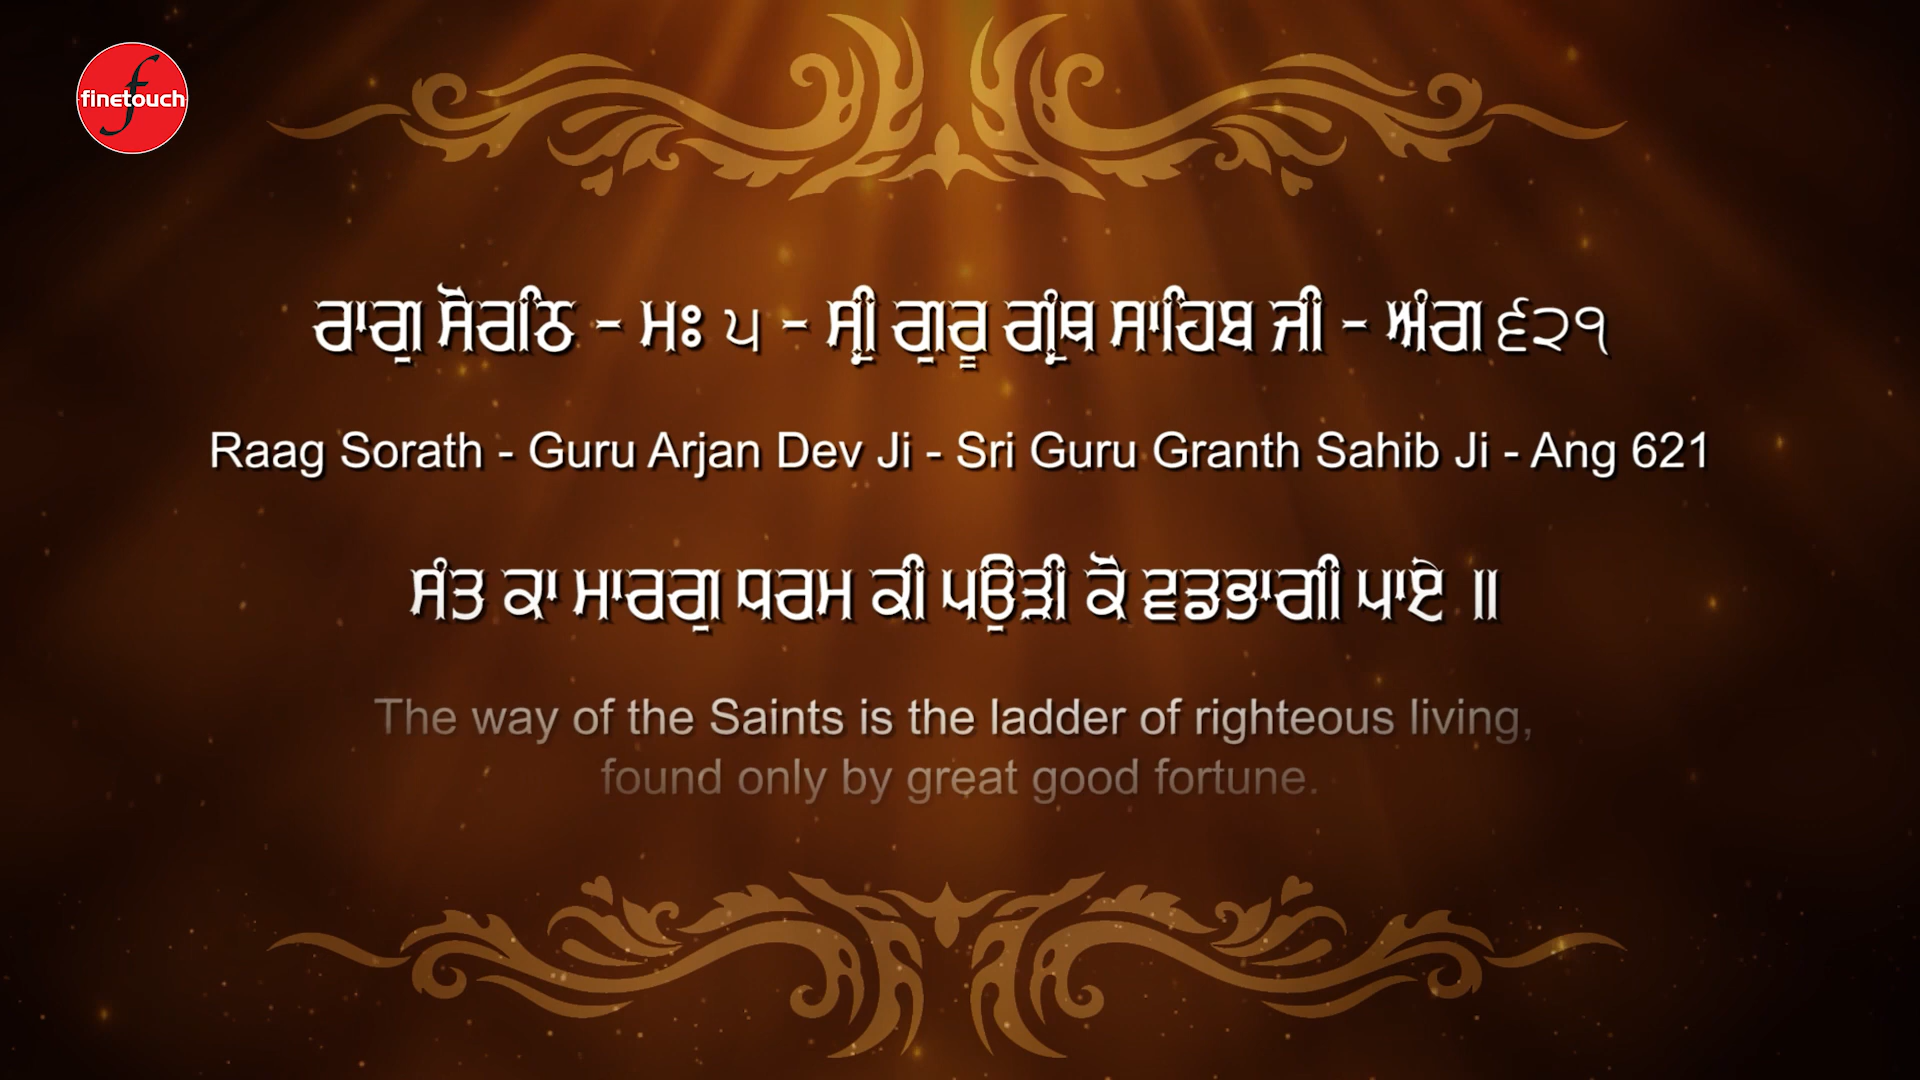 finetouch
ਰਾਗੁ ਸੋਰਠਿ - ਮਃ ੫ - ਸ੍ਰੀ ਗੁਰੂ ਗ੍ਰੰਥ ਸਾਹਿਬ ਜੀ - ਅੰਗ ੬੨੧
Raag Sorath - Guru Arjan Dev Ji - Sri Guru Granth Sahib Ji - Ang 621
ਸੰਤ ਕਾ ਮਾਰਗੁ ਧਰਮ ਕੀ ਪਉੜੀ ਕੋ ਵਡਭਾਗੀ ਪਾਏ ॥
The way of the Saints is the ladder of righteous living,
found only by great good fortune.